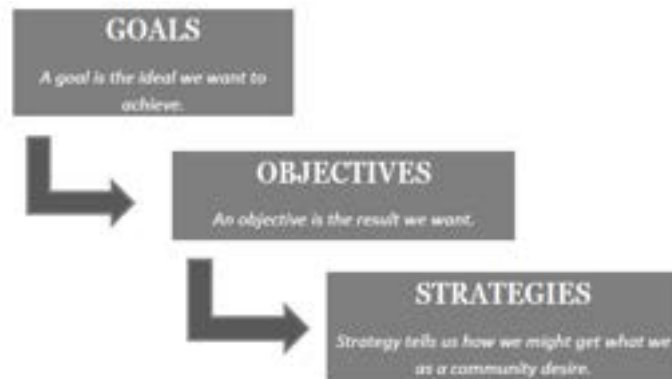 GOALS
A goal is the ideal we want to
achieve.
OBJECTIVES
An objective is the result we want.
STRATEGIES
Strategy tells us how we might get what we
as a community desire.